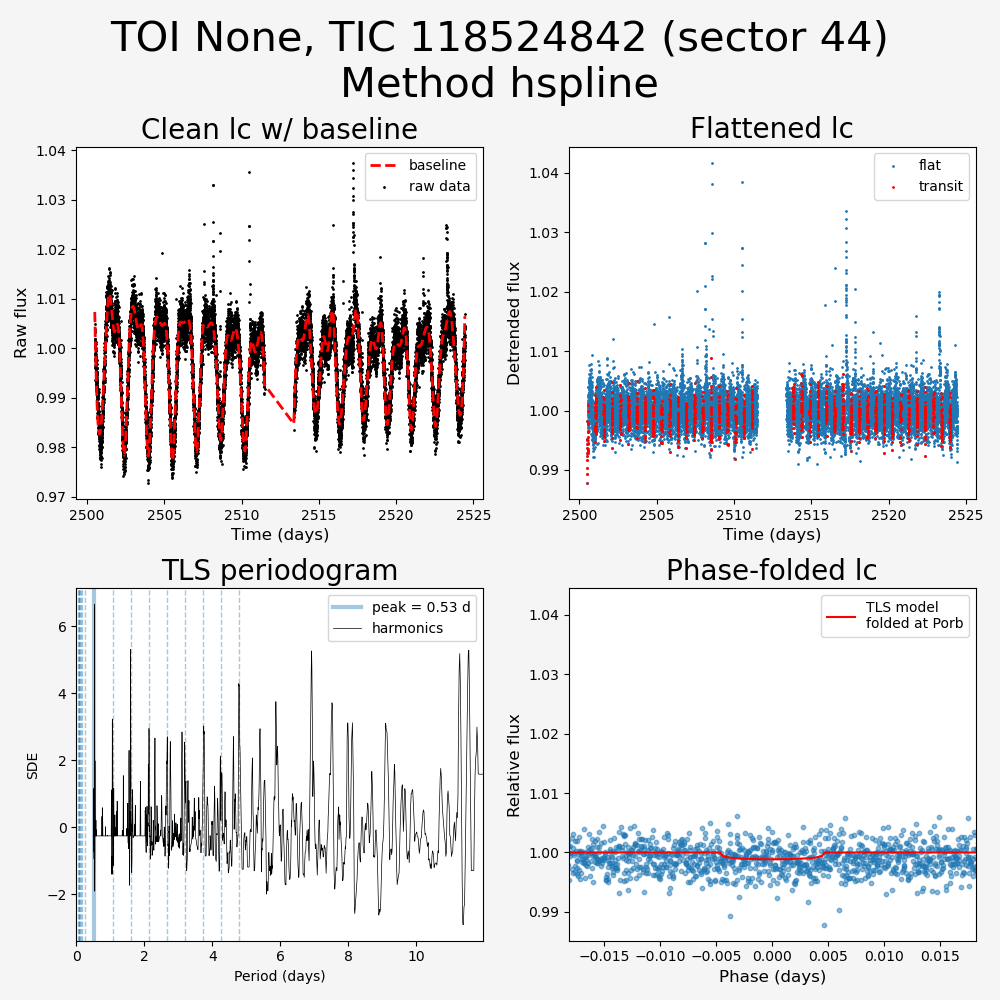 TOI None, TIC 118524842 (sector 44)
Method hspline
Clean lc w/ baseline
Raw flux
1.04
1.03
1.02
1.01
1.00
0.99
0.98
0.97
baseline
raw data
2500
2505
2510
2515
2520
2525
Time (days)
Flattened lc
Detrended flux
1.04
1.03
1.02
1.01
1.00
0.99
flat
transit
2500
2505
2510
2515
2520
2525
Time (days)
TLS periodogram
SDE
6
4
2
0
−2
peak = 0.53 d
harmonics
0
2
4
6
8
10
Period (days)
Phase-folded lc
Relative flux
1.04
1.03
1.02
1.01
1.00
0.99
TLS model
folded at Porb
−0.015
−0.010
−0.005
0.000
0.005
0.010
0.015
Phase (days)